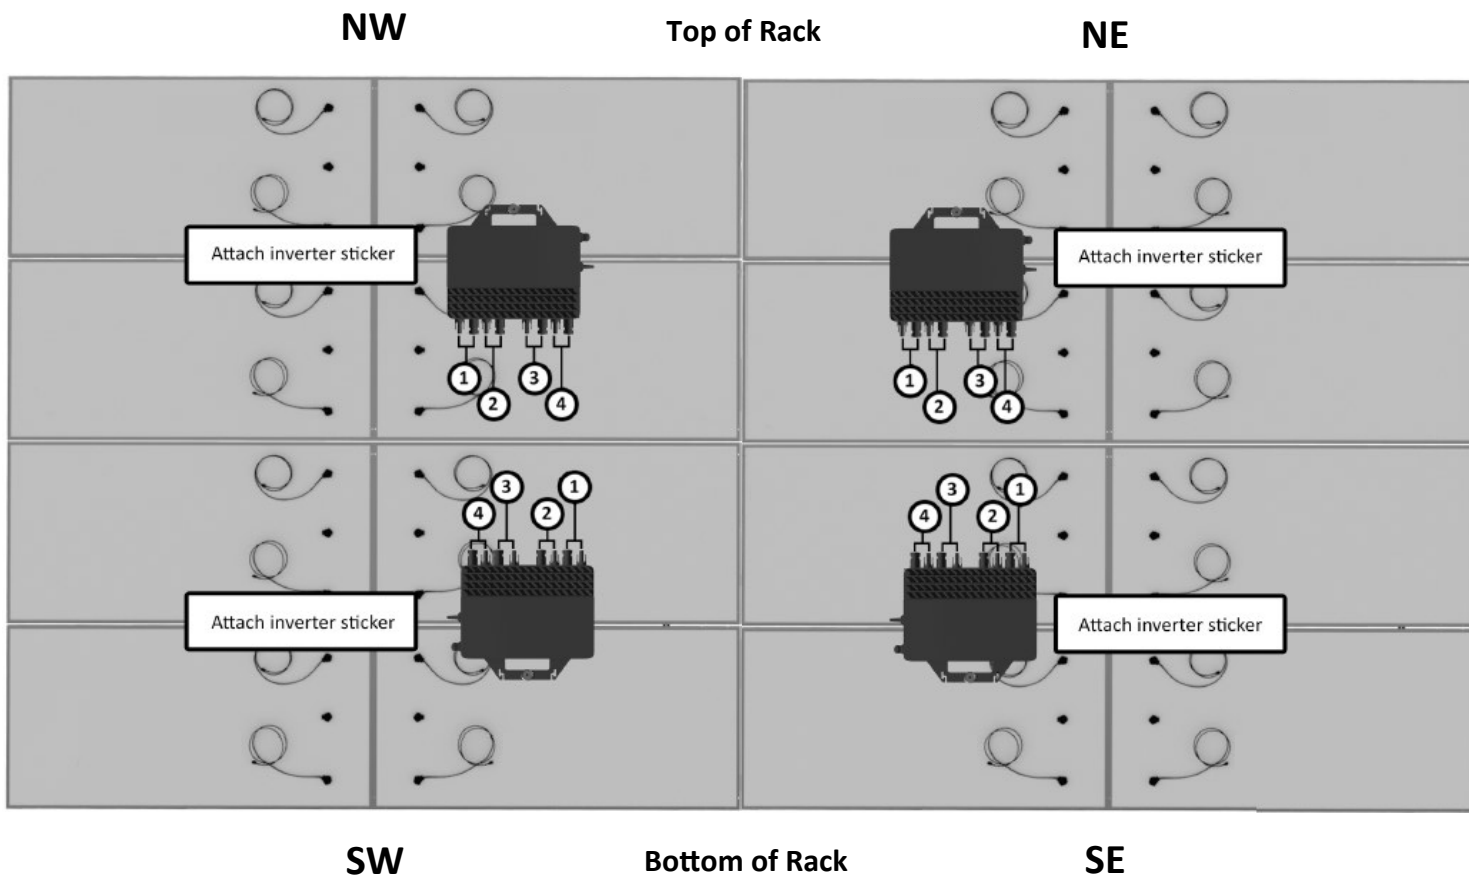 NW
Top of Rack
NE
Attach inverter sticker
Attach inverter sticker
1
2
3
4
1
2
3
4
4
3
2
1
4
3
2
1
Attach inverter sticker
Attach inverter sticker
SW
Bottom of Rack
SE